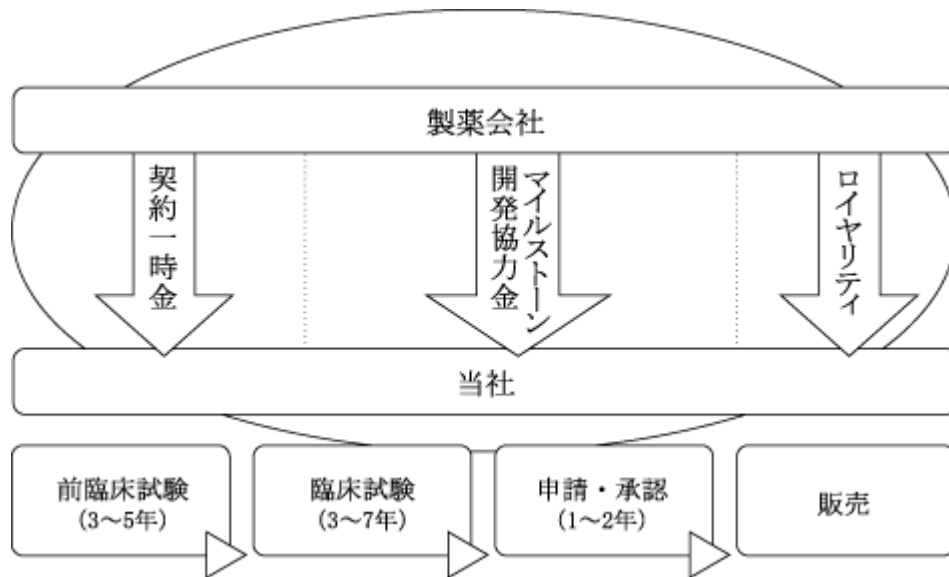 製薬会社
契約一時金
マイルストーン
開発協力金
ロイヤリティ
当社
前臨床試験
(3～5年)
臨床試験
(3～7年)
申請・承認
(1～2年)
販売